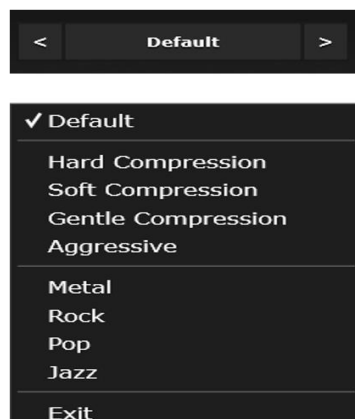 < Default >
✓ Default
Hard Compression
Soft Compression
Gentle Compression
Aggressive
Metal
Rock
Pop
Jazz
Exit